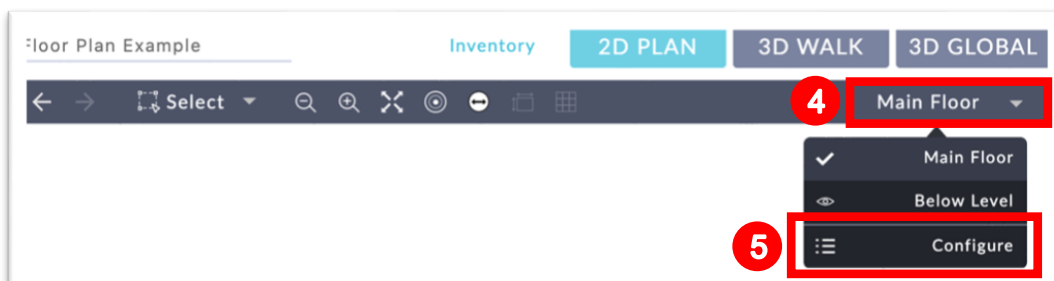 Floor Plan Example Inventory 2D PLAN 3D WALK 3D GLOBAL
Select 4 Main Floor
Main Floor
Below Level
5 Configure